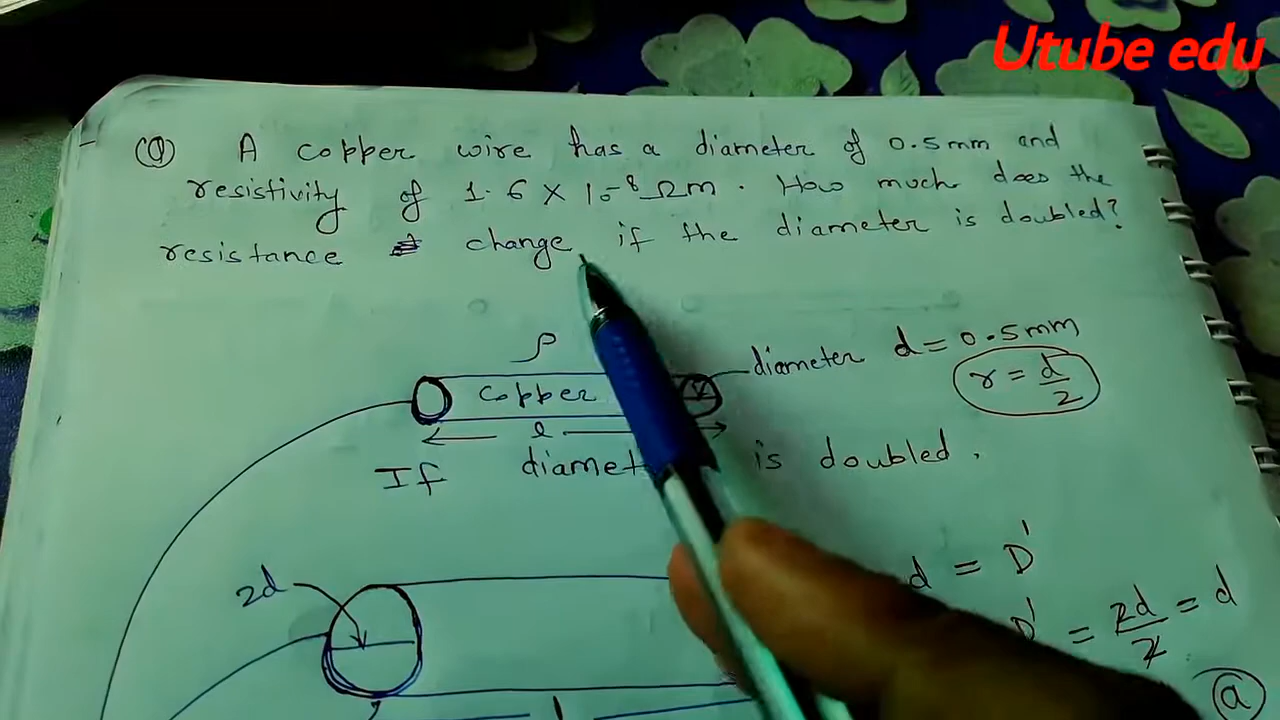 Utube edu
Q A copper wire has a diameter of 0.5mm and
resistivity of 1.6 X 10⁻⁸ Ωm. How much does the
resistance change if the diameter is doubled?
ρ
copper
diameter d = 0.5mm
r = d/2
l
If diamet is doubled.
2d
d = D'
D' = 2d/2 = d
a